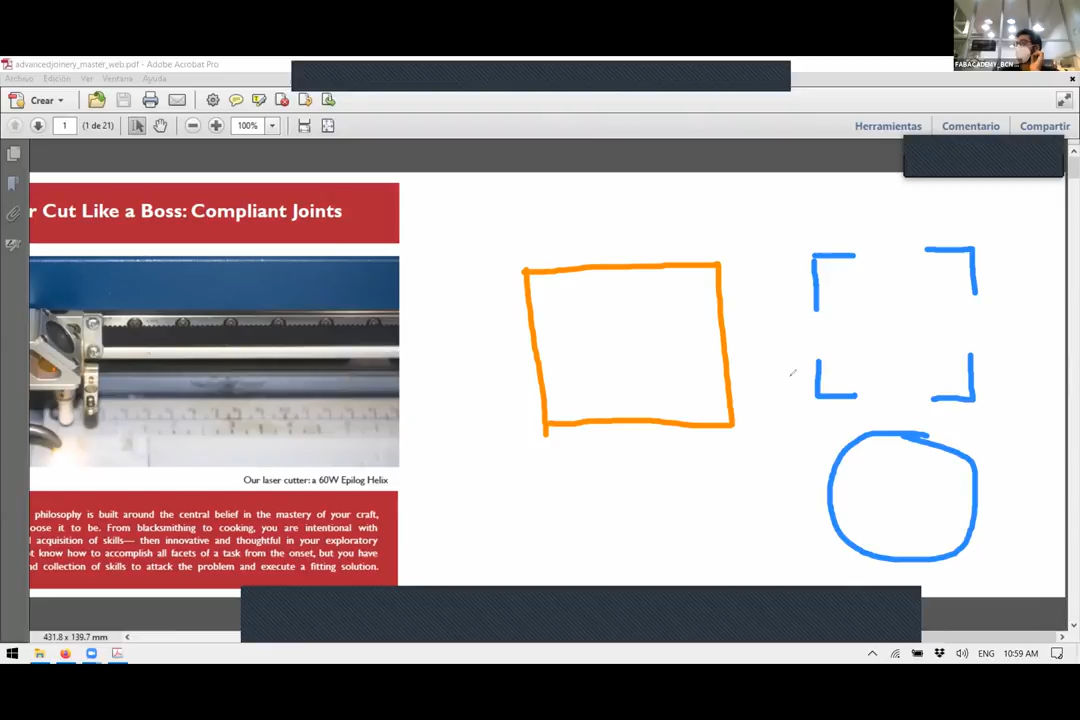 FABACADEMY_BCN...
advancedjoinery_master_web.pdf - Adobe Acrobat Pro
Archivo Edición Ver Ventana Ayuda
Crear
1 (1 de 21) 100% Herramientas Comentario Compartir
r Cut Like a Boss: Compliant Joints
Our laser cutter: a 60W Epilog Helix
philosophy is built around the central belief in the mastery of your craft,
oose it to be. From blacksmithing to cooking, you are intentional with
acquisition of skills— then innovative and thoughtful in your exploratory
t know how to accomplish all facets of a task from the onset, but you have
nd collection of skills to attack the problem and execute a fitting solution.
431.8 x 139.7 mm
ENG 10:59 AM